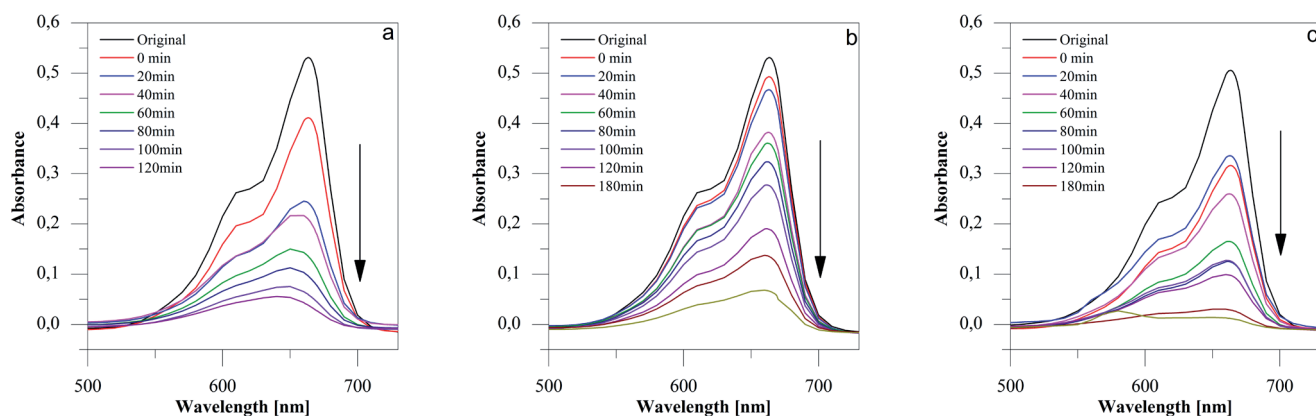 a
Original
0 min
20min
40min
60min
80min
100min
120min
0,6
0,5
0,4
0,3
0,2
0,1
0,0
Absorbance
500 600 700
Wavelength [nm]
b
Original
0 min
20min
40min
60min
80min
100min
120min
180min
0,6
0,5
0,4
0,3
0,2
0,1
0,0
Absorbance
500 600 700
Wavelength [nm]
c
Original
0 min
20min
40min
60min
80min
100min
120min
180min
0,6
0,5
0,4
0,3
0,2
0,1
0,0
Absorbance
500 600 700
Wavelength [nm]